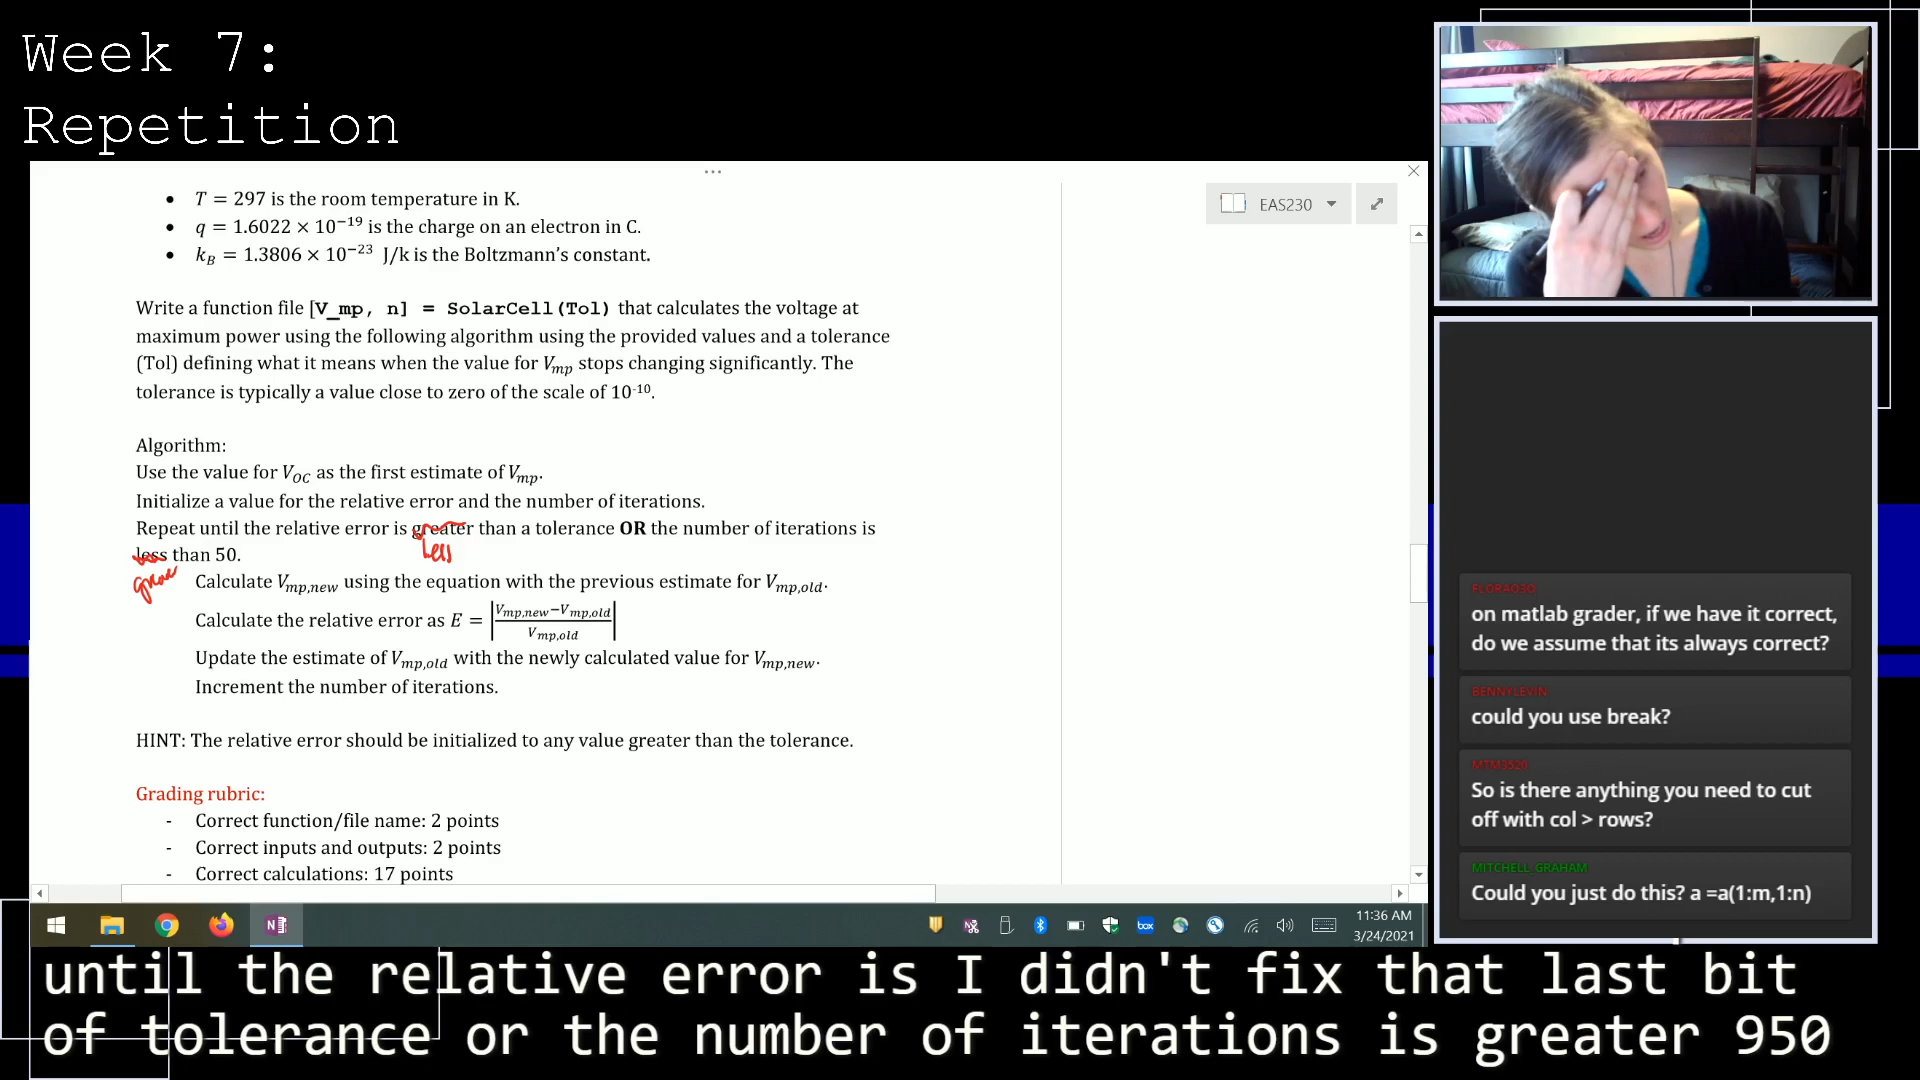 Week 7:
Repetition
EAS230
• T = 297 is the room temperature in K.
• q = 1.6022 × 10⁻¹⁹ is the charge on an electron in C.
• k_B = 1.3806 × 10⁻²³ J/k is the Boltzmann's constant.
Write a function file [V_mp, n] = SolarCell(Tol) that calculates the voltage at
maximum power using the following algorithm using the provided values and a tolerance
(Tol) defining what it means when the value for V_mp stops changing significantly. The
tolerance is typically a value close to zero of the scale of 10⁻¹⁰.
Algorithm:
Use the value for V_OC as the first estimate of V_mp.
Initialize a value for the relative error and the number of iterations.
Repeat until the relative error is greater than a tolerance OR the number of iterations is
less
less than 50.
Calculate V_mp,new using the equation with the previous estimate for V_mp,old.
Calculate the relative error as E = |(V_mp,new−V_mp,old)/V_mp,old|
Update the estimate of V_mp,old with the newly calculated value for V_mp,new.
Increment the number of iterations.
HINT: The relative error should be initialized to any value greater than the tolerance.
Grading rubric:
- Correct function/file name: 2 points
- Correct inputs and outputs: 2 points
- Correct calculations: 17 points
11:36 AM
3/24/2021
on matlab grader, if we have it correct,
do we assume that its always correct?
BENNYLEVIN
could you use break?
So is there anything you need to cut
off with col > rows?
MITCHELL_GRAHAM
Could you just do this? a =a(1:m,1:n)
until the relative error is I didn't fix that last bit
of tolerance or the number of iterations is greater 950